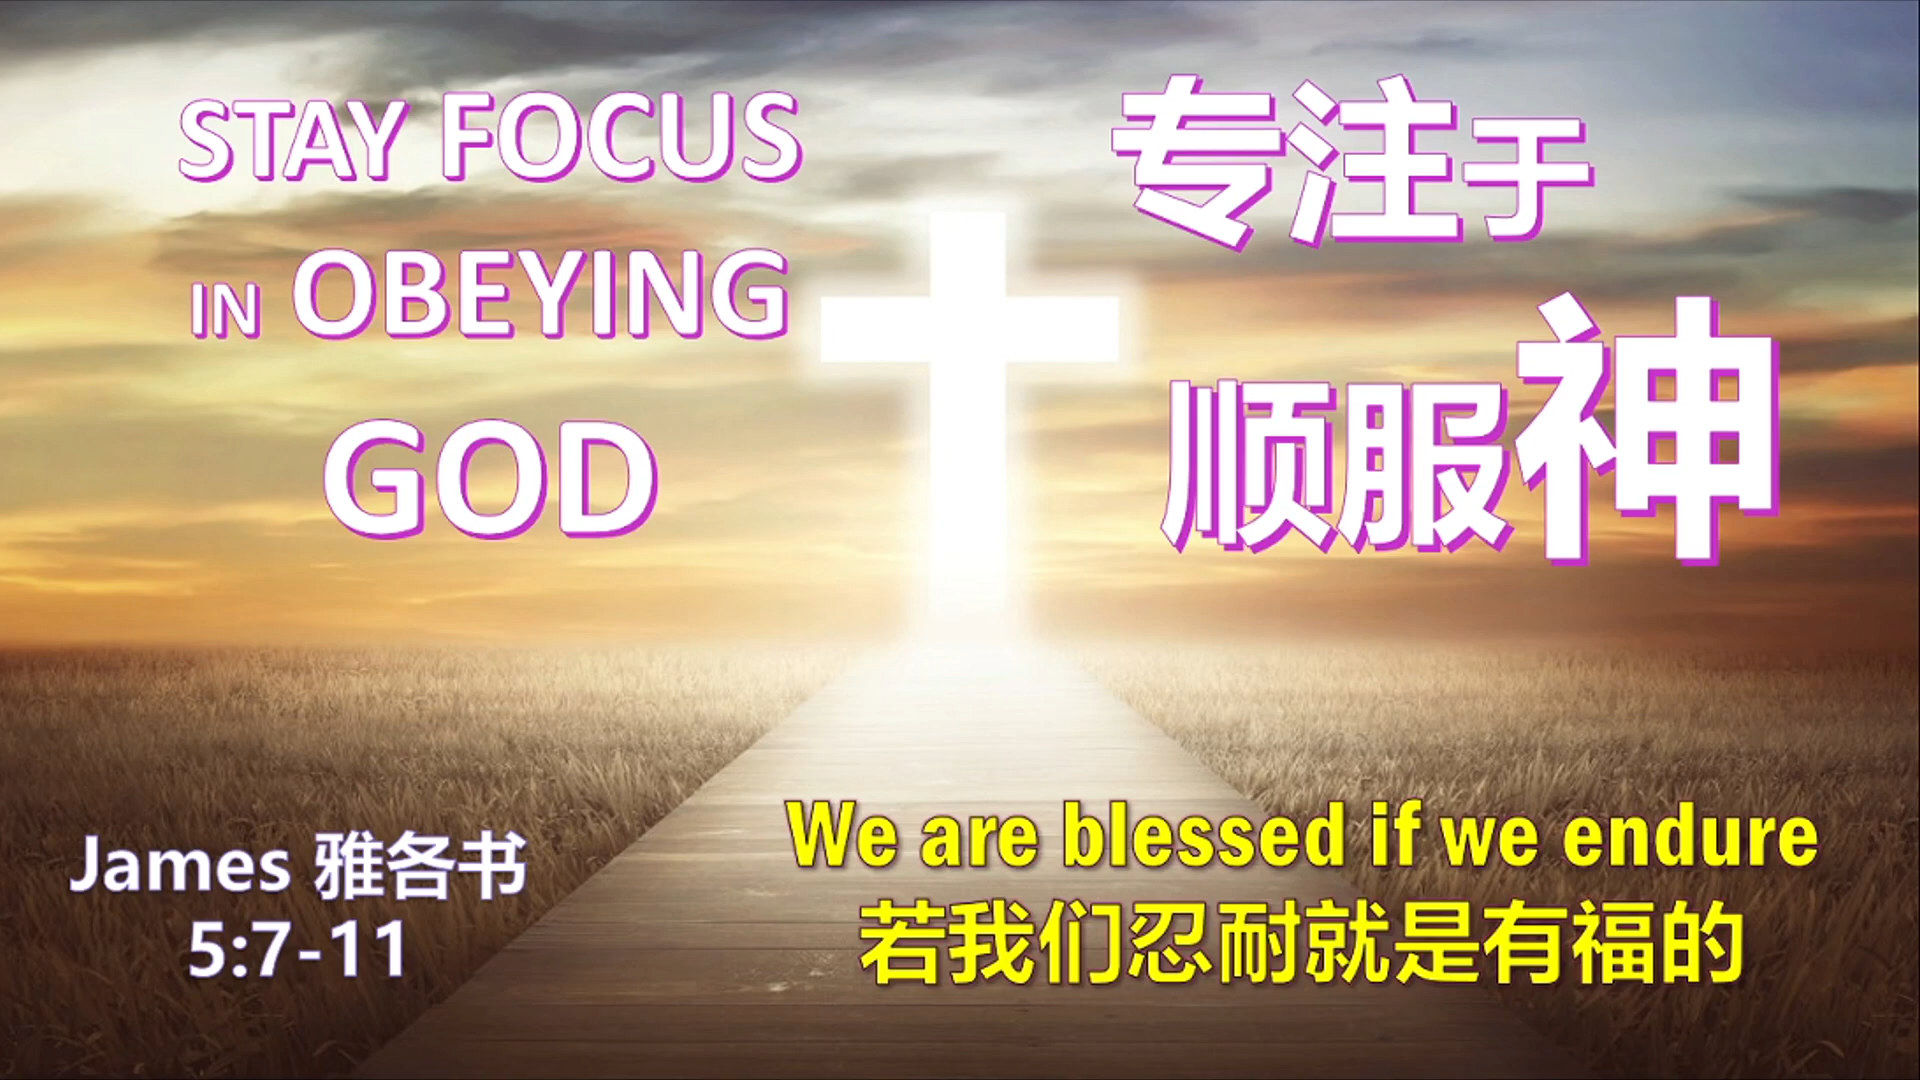 STAY FOCUS
IN OBEYING
GOD
专注于
顺服神
James 雅各书
5:7-11
We are blessed if we endure
若我们忍耐就是有福的